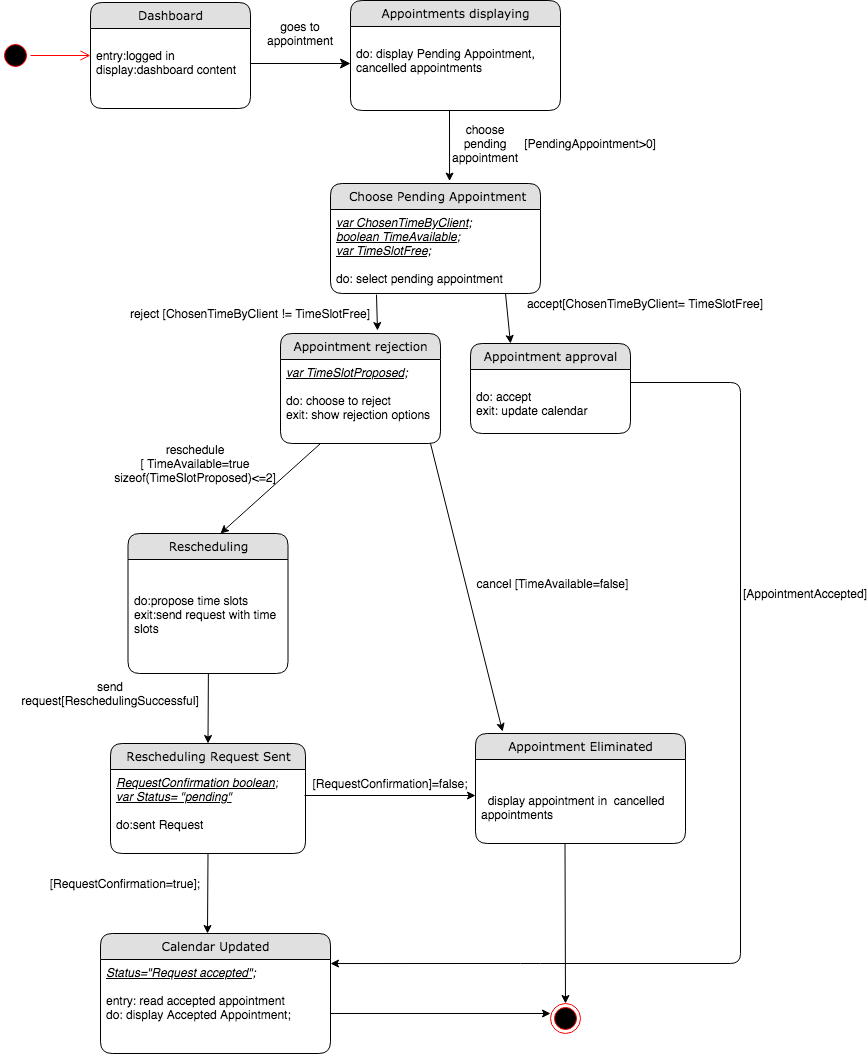 Dashboard
entry:logged in
display:dashboard content
goes to
appointment
Appointments displaying
do: display Pending Appointment,
cancelled appointments
choose
pending
appointment
[PendingAppointment>0]
Choose Pending Appointment
var ChosenTimeByClient;
boolean TimeAvailable;
var TimeSlotFree;
do: select pending appointment
reject [ChosenTimeByClient != TimeSlotFree]
accept[ChosenTimeByClient= TimeSlotFree]
Appointment rejection
var TimeSlotProposed;
do: choose to reject
exit: show rejection options
Appointment approval
do: accept
exit: update calendar
reschedule
[ TimeAvailable=true
sizeof(TimeSlotProposed)<=2]
Rescheduling
do:propose time slots
exit:send request with time
slots
cancel [TimeAvailable=false]
[AppointmentAccepted]
send
request[ReschedulingSuccessful]
Rescheduling Request Sent
RequestConfirmation boolean;
var Status= "pending"
do:sent Request
[RequestConfirmation]=false;
Appointment Eliminated
display appointment in cancelled
appointments
[RequestConfirmation=true];
Calendar Updated
Status="Request accepted";
entry: read accepted appointment
do: display Accepted Appointment;